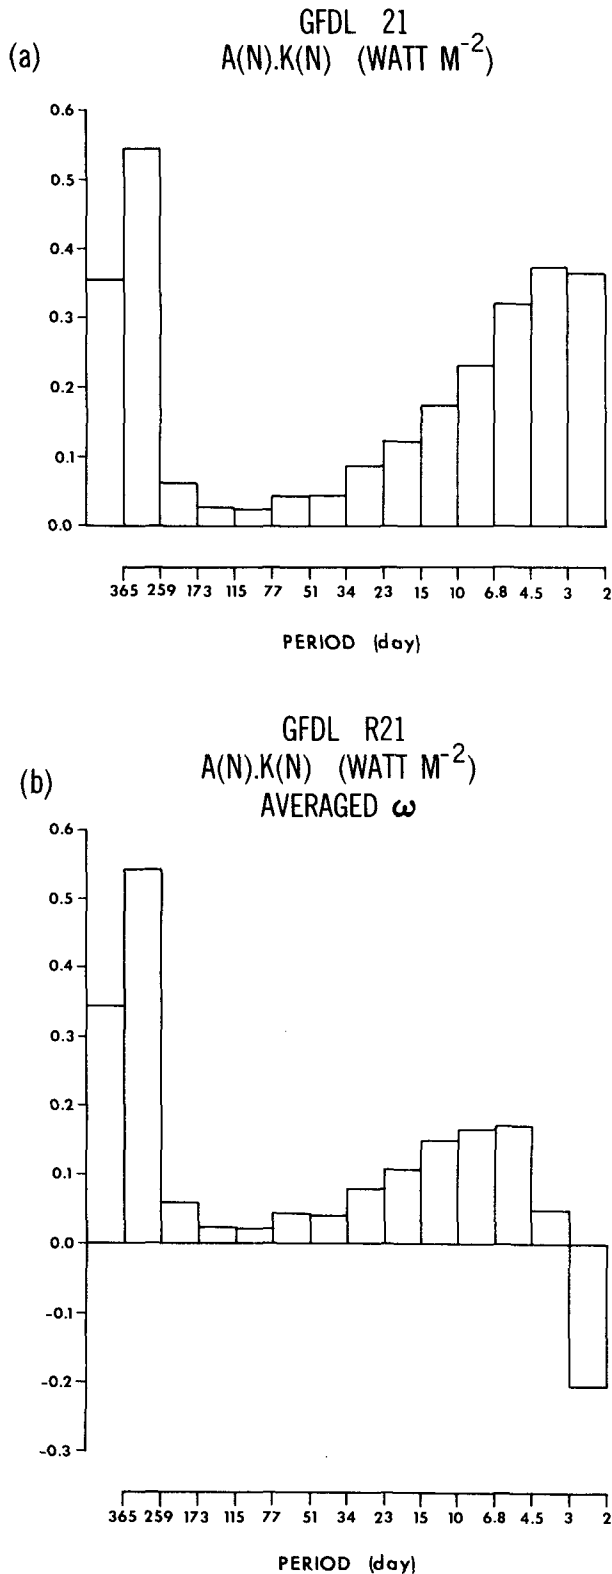 (a)
GFDL 21
A(N).K(N) (WATT M⁻²)
0.6
0.5
0.4
0.3
0.2
0.1
0.0
365 259 173 115 77 51 34 23 15 10 6.8 4.5 3 2
PERIOD (day)
(b)
GFDL R21
A(N).K(N) (WATT M⁻²)
AVERAGED ω
0.6
0.5
0.4
0.3
0.2
0.1
0.0
-0.1
-0.2
-0.3
365 259 173 115 77 51 34 23 15 10 6.8 4.5 3 2
PERIOD (day)